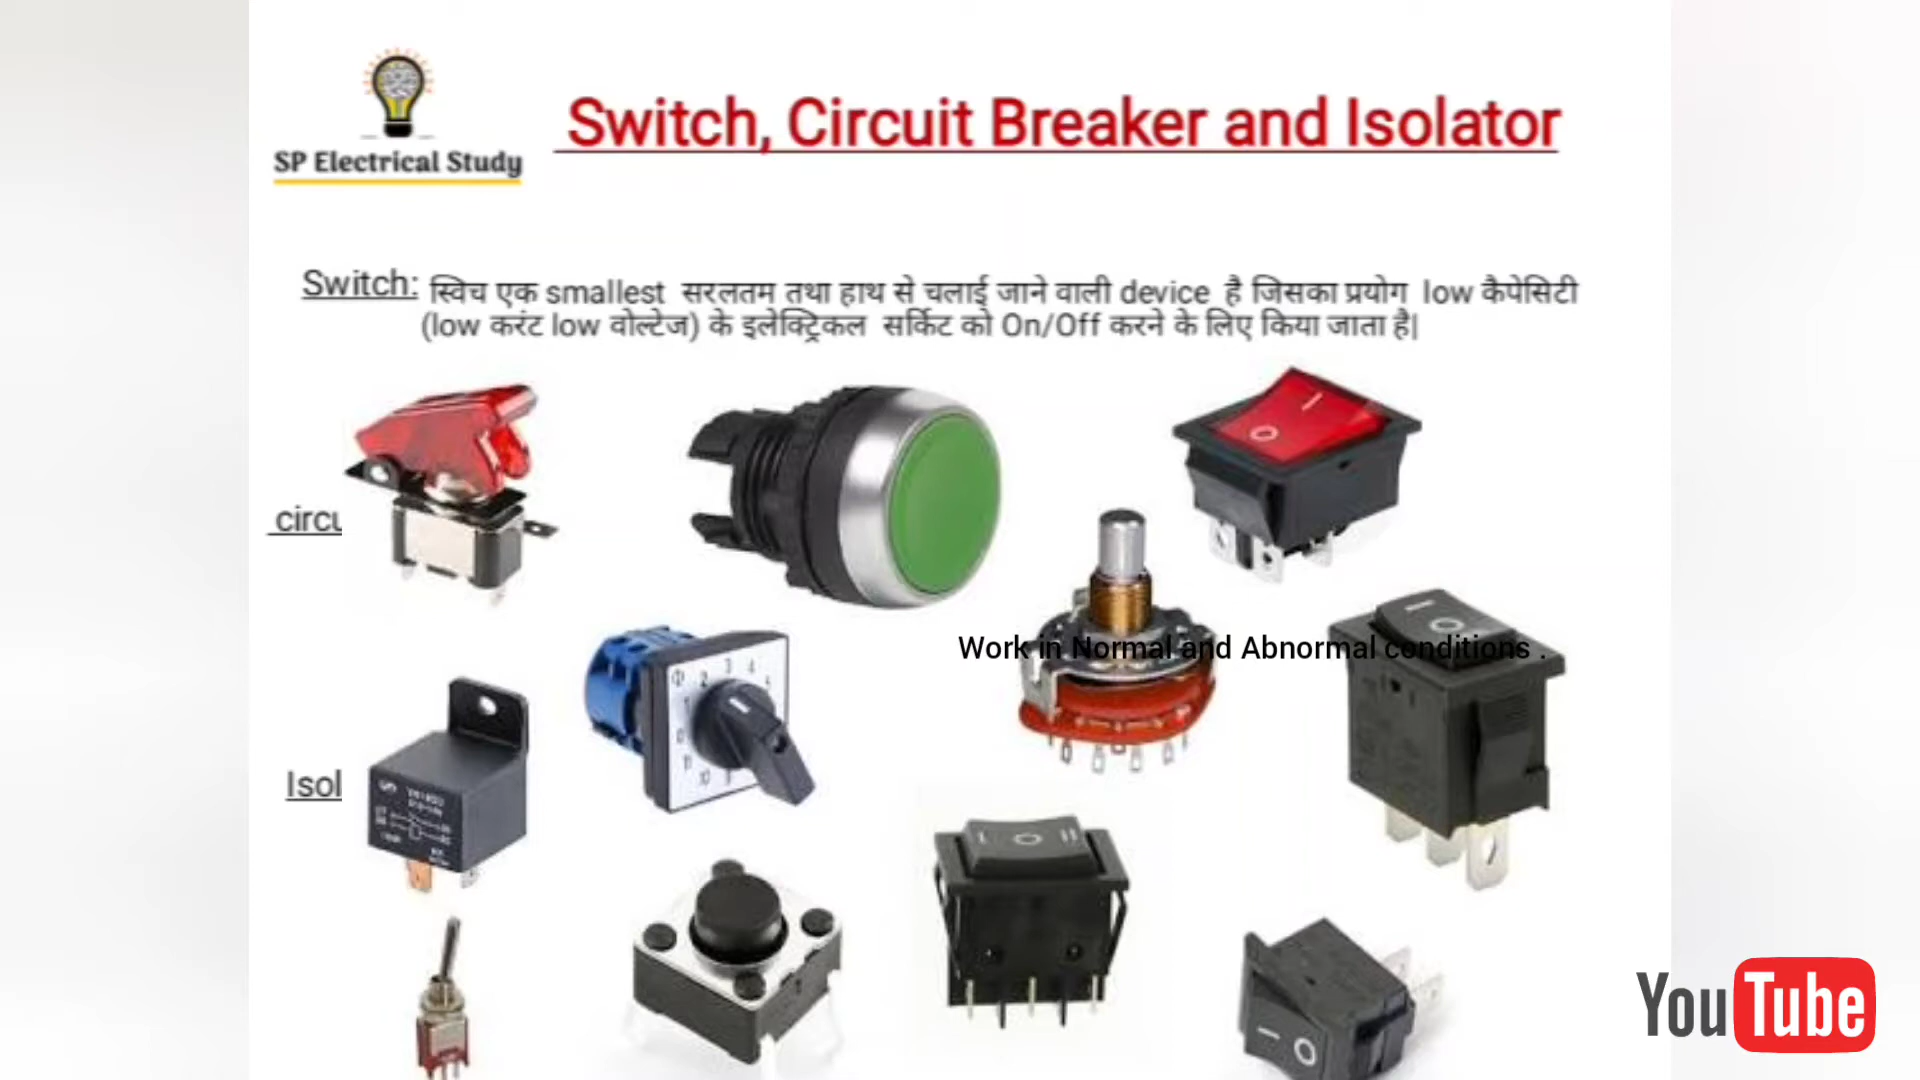 SP Electrical Study
Switch, Circuit Breaker and Isolator
Switch: स्विच एक smallest सरलतम तथा हाथ से चलाई जाने वाली device है जिसका प्रयोग low कैपेसिटी
(low करंट low वोल्टेज) के इलेक्ट्रिकल सर्किट को On/Off करने के लिए किया जाता है|
circu
Work in Normal and Abnormal conditions .
Isol
YouTube